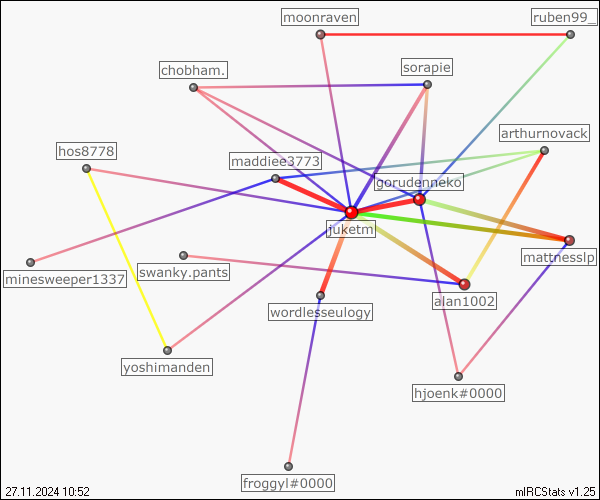 moonraven
ruben99_
chobham.
sorapie
arthurnovack
hos8778
maddiee3773
gorudenneko
juketm
mattnesslp
minesweeper1337
swanky.pants
alan1002
wordlesseulogy
yoshimanden
hjoenk#0000
froggyl#0000
27.11.2024 10:52
mIRCStats v1.25